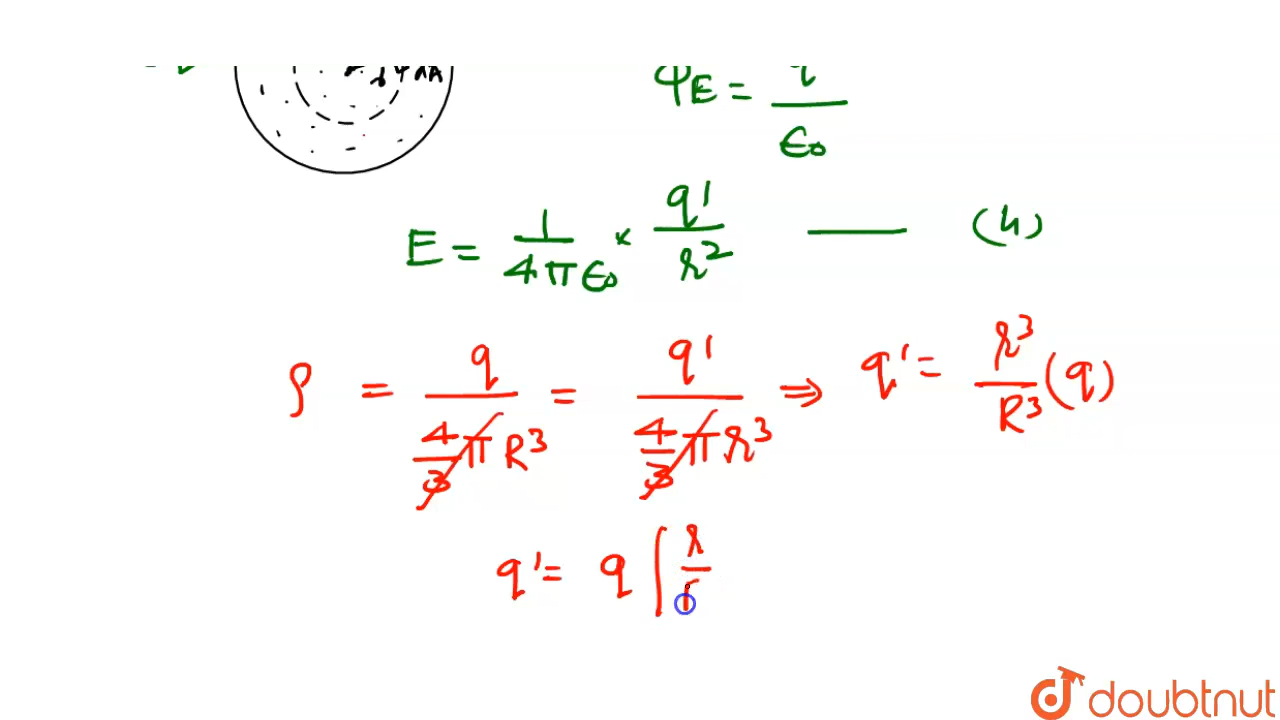 φE = q / ε0
E = 1 / 4πε0 × q' / r² —— (4)
ρ = q / (4/3 πR³) = q' / (4/3 πr³) ⇒ q' = r³ / R³ (q)
q' = q [ r /
doubtnut